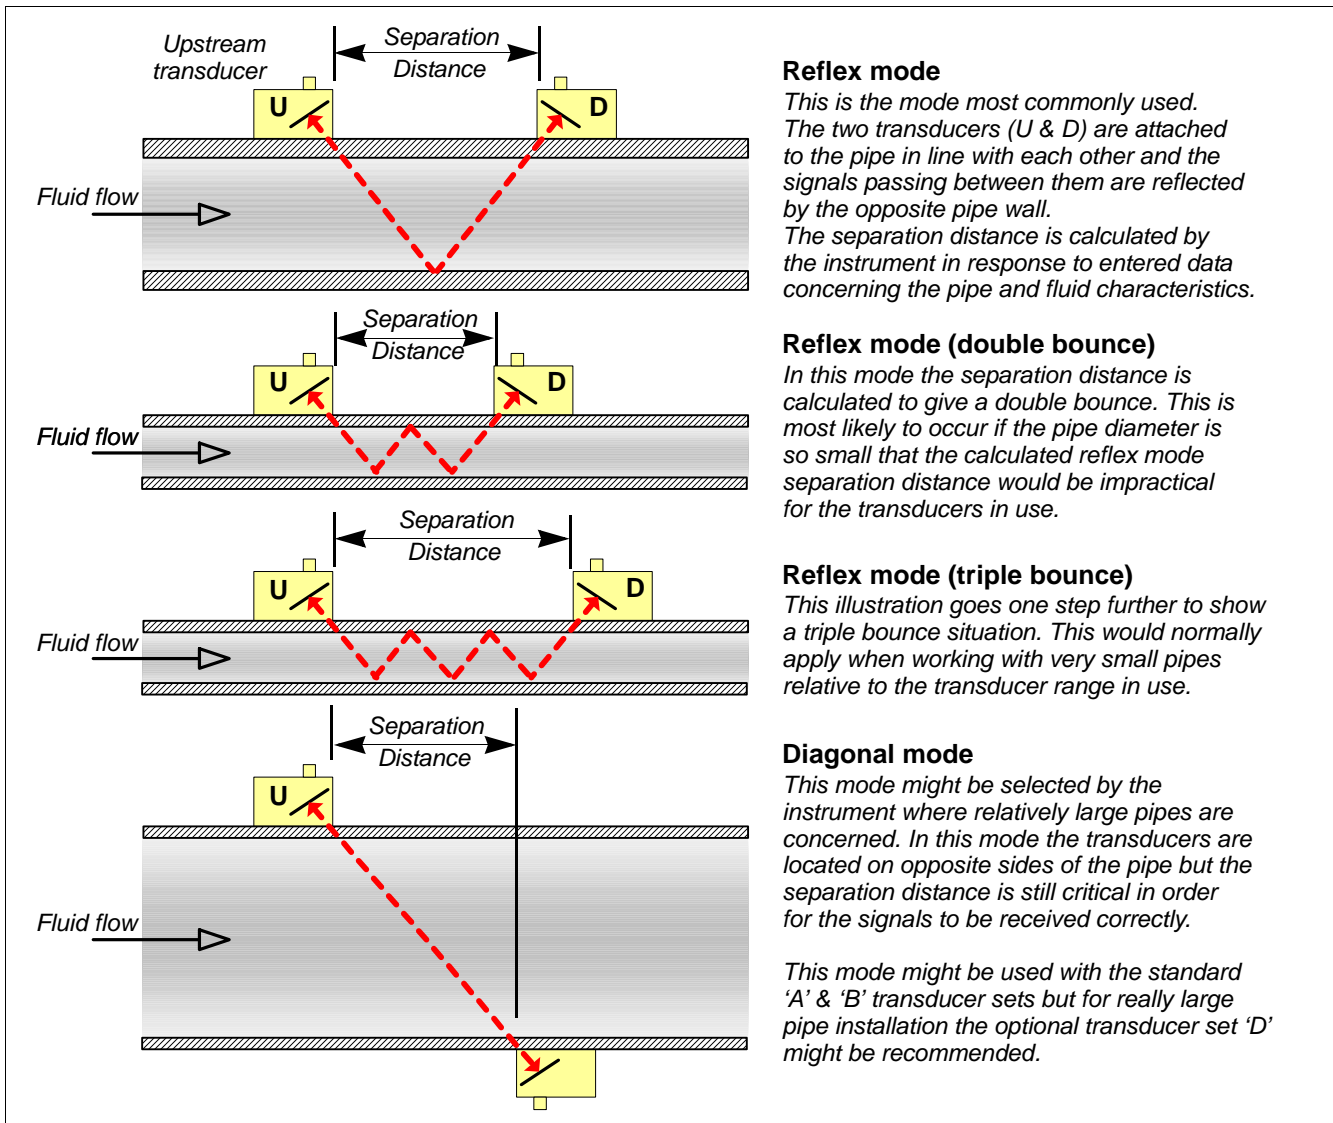 Upstream
transducer
Separation
Distance
U
D
Fluid flow
Reflex mode
This is the mode most commonly used.
The two transducers (U & D) are attached
to the pipe in line with each other and the
signals passing between them are reflected
by the opposite pipe wall.
The separation distance is calculated by
the instrument in response to entered data
concerning the pipe and fluid characteristics.
Separation
Distance
U
D
Fluid flow
Reflex mode (double bounce)
In this mode the separation distance is
calculated to give a double bounce. This is
most likely to occur if the pipe diameter is
so small that the calculated reflex mode
separation distance would be impractical
for the transducers in use.
Separation
Distance
U
D
Fluid flow
Reflex mode (triple bounce)
This illustration goes one step further to show
a triple bounce situation. This would normally
apply when working with very small pipes
relative to the transducer range in use.
Separation
Distance
U
Fluid flow
Diagonal mode
This mode might be selected by the
instrument where relatively large pipes are
concerned. In this mode the transducers are
located on opposite sides of the pipe but the
separation distance is still critical in order
for the signals to be received correctly.
This mode might be used with the standard
‘A’ & ‘B’ transducer sets but for really large
pipe installation the optional transducer set ‘D’
might be recommended.